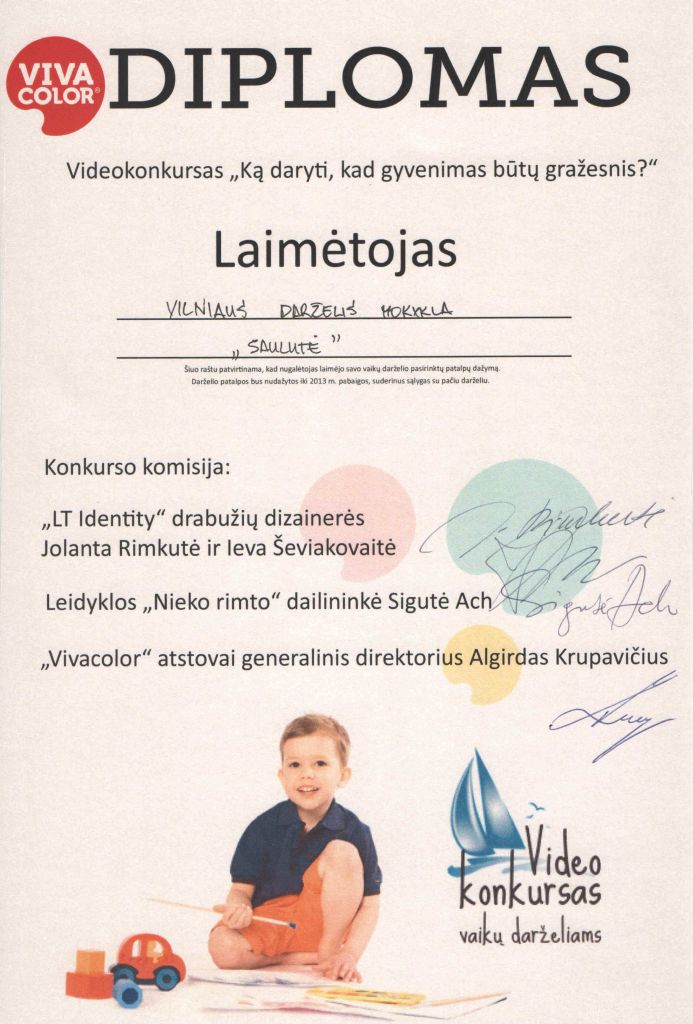 VIVA
COLOR®
DIPLOMAS
Videokonkursas „Ką daryti, kad gyvenimas būtų gražesnis?“
Laimėtojas
VILNIAUS DARŽELIS MOKYKLA
„SAULUTĖ”
Šiuo raštu patvirtinama, kad nugalėtojas laimėjo savo vaikų darželio pasirinktų patalpų dažymą.
Darželio patalpos bus nudažytos iki 2013 m. pabaigos, suderinus sąlygas su pačiu darželiu.
Konkurso komisija:
„LT Identity“ drabužių dizainerės
Jolanta Rimkutė ir Ieva Ševiakovaitė
Leidyklos „Nieko rimto“ dailininkė Sigutė Ach
Sigutė Ach
„Vivacolor“ atstovai generalinis direktorius Algirdas Krupavičius
Video
konkursas
vaikų darželiams